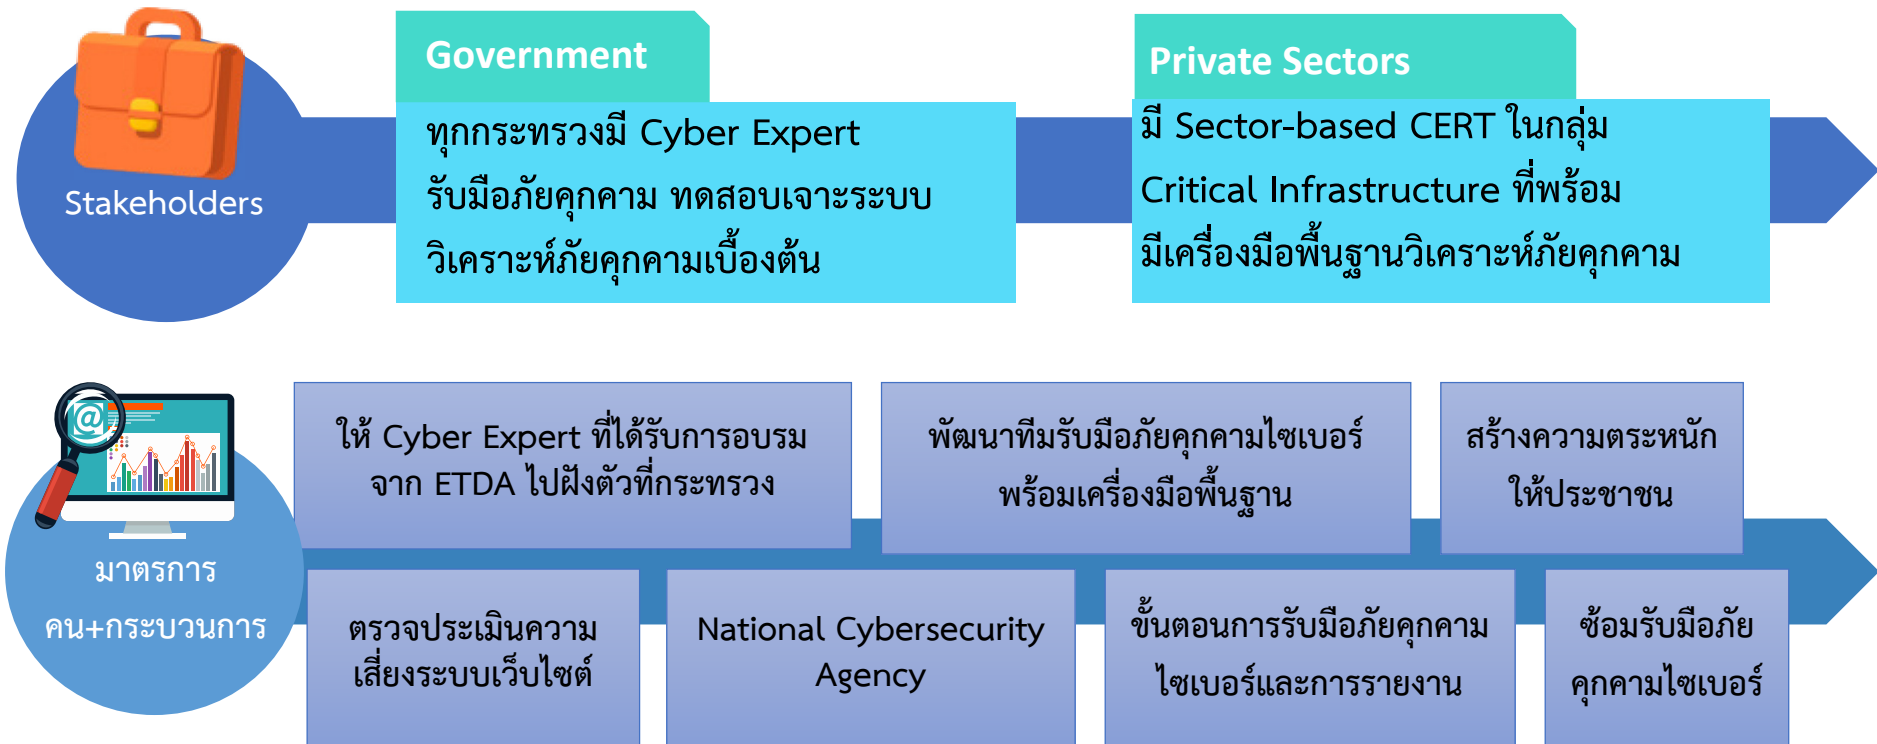 Stakeholders
Government
ทุกกระทรวงมี Cyber Expert
รับมือภัยคุกคาม ทดสอบเจาะระบบ
วิเคราะห์ภัยคุกคามเบื้องต้น
Private Sectors
มี Sector-based CERT ในกลุ่ม
Critical Infrastructure ที่พร้อม
มีเครื่องมือพื้นฐานวิเคราะห์ภัยคุกคาม
@
มาตรการ
คน+กระบวนการ
ให้ Cyber Expert ที่ได้รับการอบรม
จาก ETDA ไปฝังตัวที่กระทรวง
พัฒนาทีมรับมือภัยคุกคามไซเบอร์
พร้อมเครื่องมือพื้นฐาน
สร้างความตระหนัก
ให้ประชาชน
ตรวจประเมินความ
เสี่ยงระบบเว็บไซต์
National Cybersecurity
Agency
ขั้นตอนการรับมือภัยคุกคาม
ไซเบอร์และการรายงาน
ซ้อมรับมือภัย
คุกคามไซเบอร์